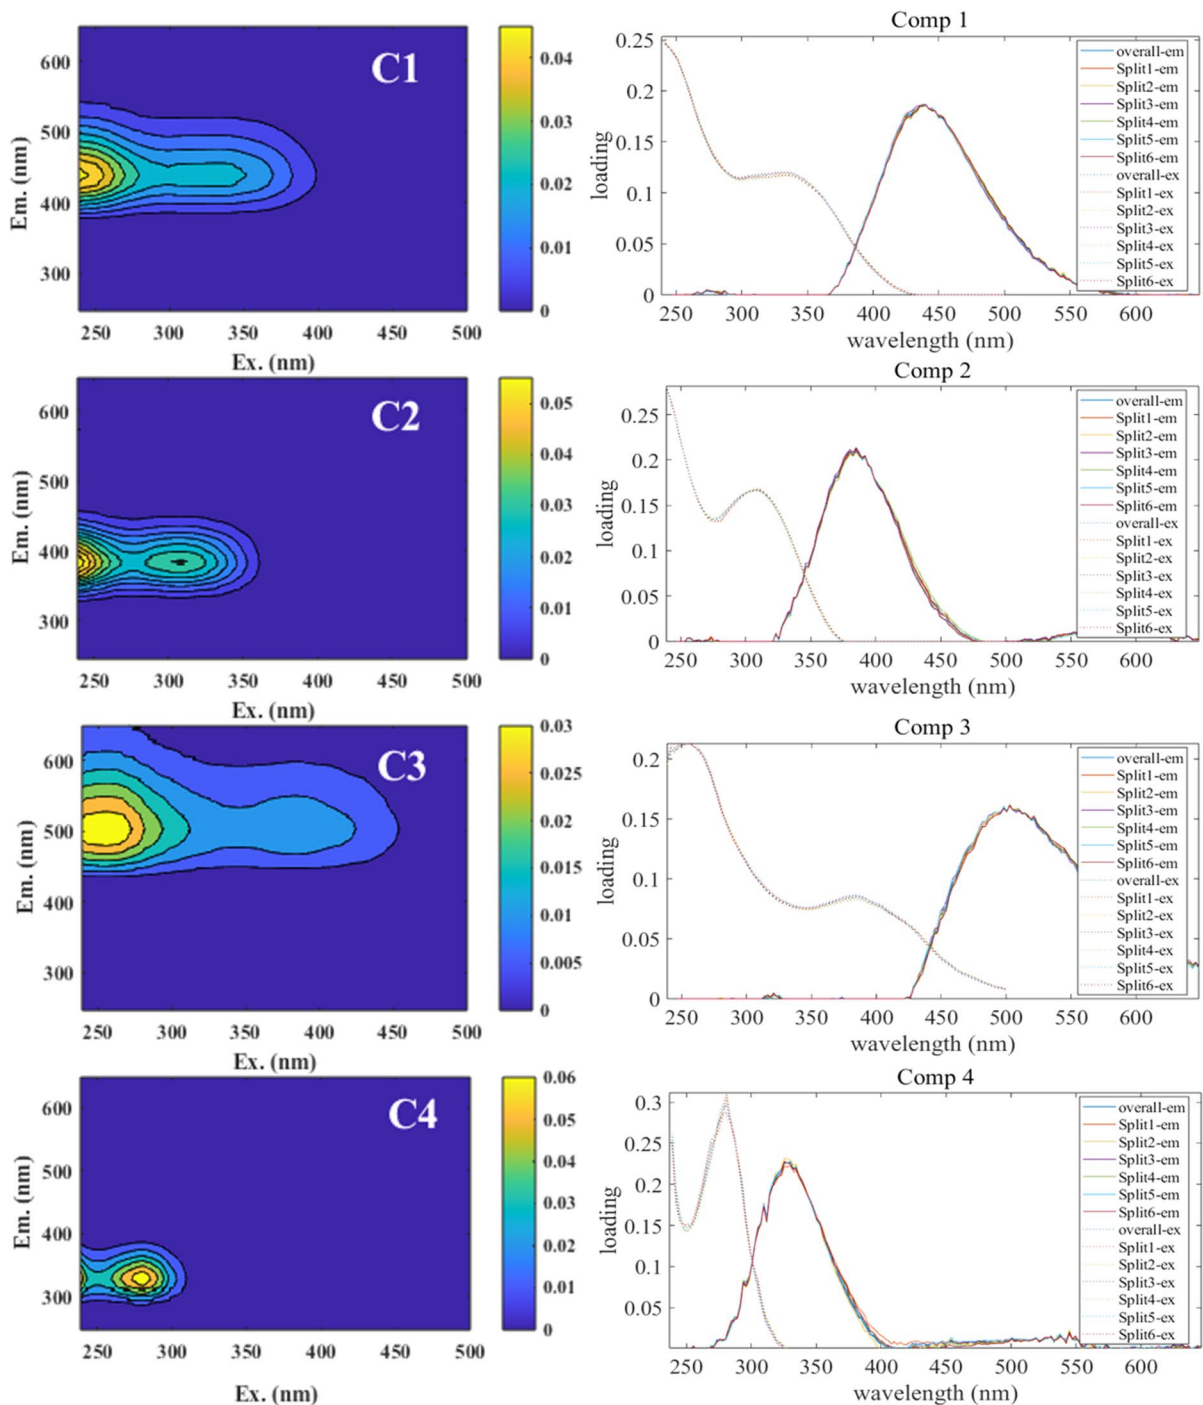 C1
Em. (nm)
600
500
400
300
250 300 350 400 450 500
Ex. (nm)
0.04
0.03
0.02
0.01
0
Comp 1
loading
0.25
0.2
0.15
0.1
0.05
0
250 300 350 400 450 500 550 600
wavelength (nm)
overall-em
Split1-em
Split2-em
Split3-em
Split4-em
Split5-em
Split6-em
overall-ex
Split1-ex
Split2-ex
Split3-ex
Split4-ex
Split5-ex
Split6-ex
C2
Em. (nm)
600
500
400
300
250 300 350 400 450 500
Ex. (nm)
0.05
0.04
0.03
0.02
0.01
0
Comp 2
loading
0.25
0.2
0.15
0.1
0.05
0
250 300 350 400 450 500 550 600
wavelength (nm)
overall-em
Split1-em
Split2-em
Split3-em
Split4-em
Split5-em
Split6-em
overall-ex
Split1-ex
Split2-ex
Split3-ex
Split4-ex
Split5-ex
Split6-ex
C3
Em. (nm)
600
500
400
300
250 300 350 400 450 500
Ex. (nm)
0.03
0.025
0.02
0.015
0.01
0.005
0
Comp 3
loading
0.2
0.15
0.1
0.05
0
250 300 350 400 450 500 550 600
wavelength (nm)
overall-em
Split1-em
Split2-em
Split3-em
Split4-em
Split5-em
Split6-em
overall-ex
Split1-ex
Split2-ex
Split3-ex
Split4-ex
Split5-ex
Split6-ex
C4
Em. (nm)
600
500
400
300
250 300 350 400 450 500
Ex. (nm)
0.06
0.05
0.04
0.03
0.02
0.01
0
Comp 4
loading
0.3
0.25
0.2
0.15
0.1
0.05
250 300 350 400 450 500 550 600
wavelength (nm)
overall-em
Split1-em
Split2-em
Split3-em
Split4-em
Split5-em
Split6-em
overall-ex
Split1-ex
Split2-ex
Split3-ex
Split4-ex
Split5-ex
Split6-ex